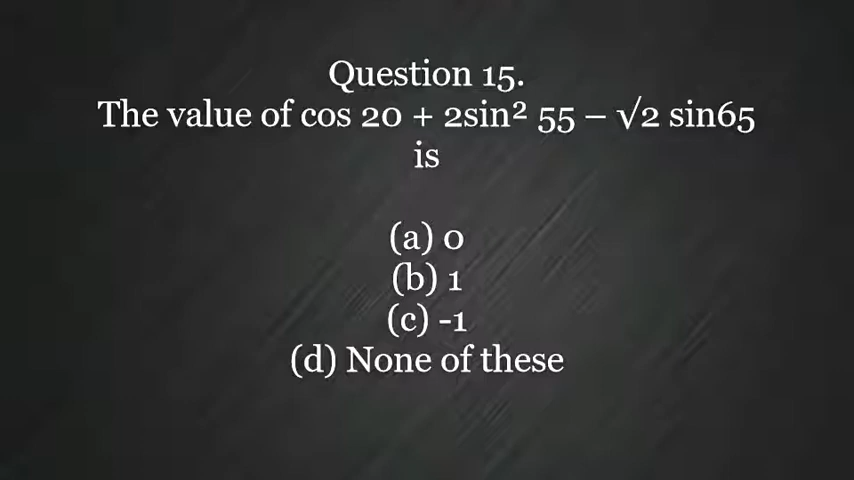 Question 15.
The value of cos 20 + 2sin² 55 – √2 sin65
is
(a) 0
(b) 1
(c) -1
(d) None of these